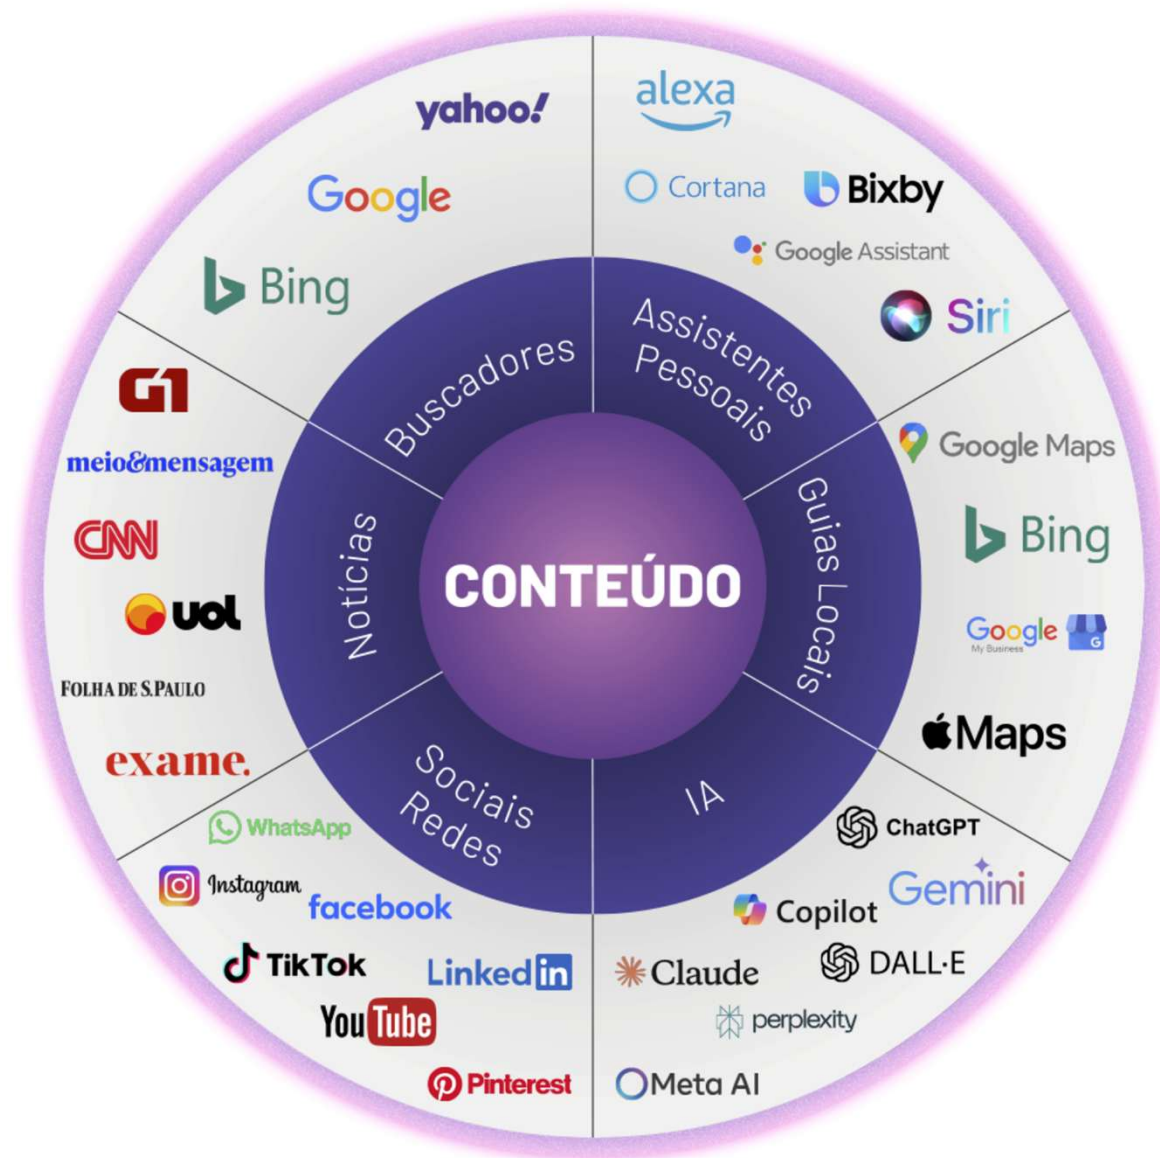 yahoo!
Google
Bing
Buscadores
alexa
Cortana
Bixby
Google Assistant
Siri
Assistentes
Pessoais
Google Maps
Bing
Google
My Business
G
Maps
Guias Locais
ChatGPT
Gemini
Copilot
DALL·E
Claude
perplexity
Meta AI
IA
WhatsApp
Instagram
facebook
TikTok
Linked in
YouTube
Pinterest
Sociais
Redes
G1
meio&mensagem
CNN
uol
FOLHA DE S.PAULO
exame.
Notícias
CONTEÚDO